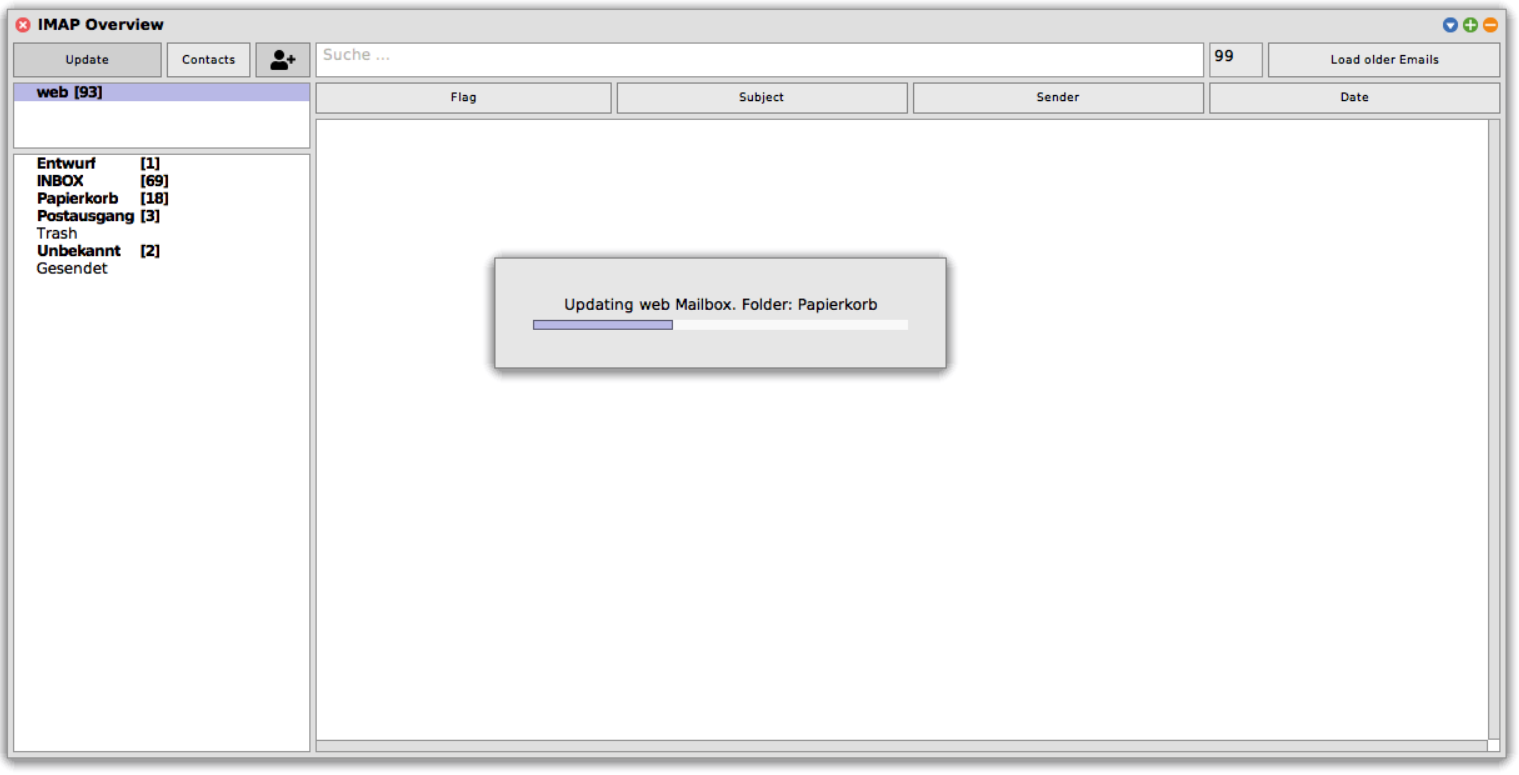 IMAP Overview
Update Contacts Suche ... 99 Load older Emails
web [93]
Flag Subject Sender Date
Entwurf [1]
INBOX [69]
Papierkorb [18]
Postausgang [3]
Trash
Unbekannt [2]
Gesendet
Updating web Mailbox. Folder: Papierkorb